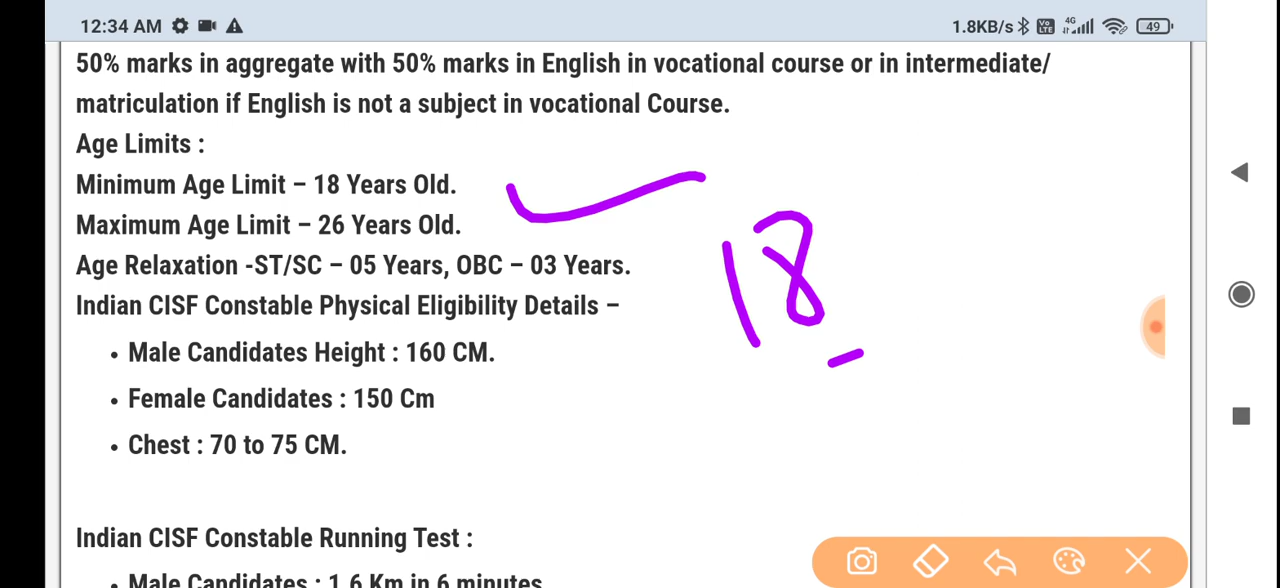 12:34 AM 1.8KB/s Vo LTE 4G 49
50% marks in aggregate with 50% marks in English in vocational course or in intermediate/
matriculation if English is not a subject in vocational Course.
Age Limits :
Minimum Age Limit – 18 Years Old.
Maximum Age Limit – 26 Years Old.
18
Age Relaxation -ST/SC – 05 Years, OBC – 03 Years.
Indian CISF Constable Physical Eligibility Details –
• Male Candidates Height : 160 CM.
• Female Candidates : 150 Cm
• Chest : 70 to 75 CM.
Indian CISF Constable Running Test :
• Male Candidates : 1.6 Km in 6 minutes